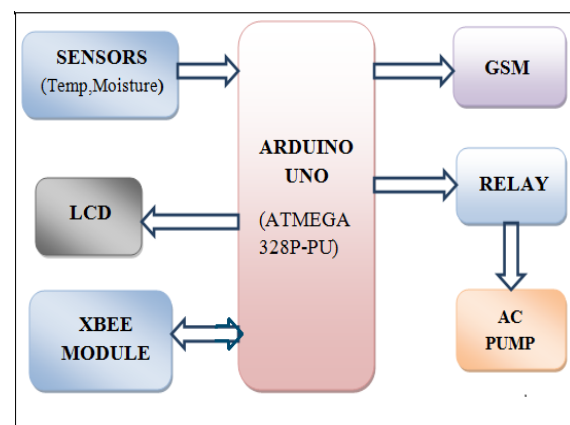 SENSORS
(Temp,Moisture)
LCD
XBEE
MODULE
ARDUINO
UNO
(ATMEGA
328P-PU)
GSM
RELAY
AC
PUMP